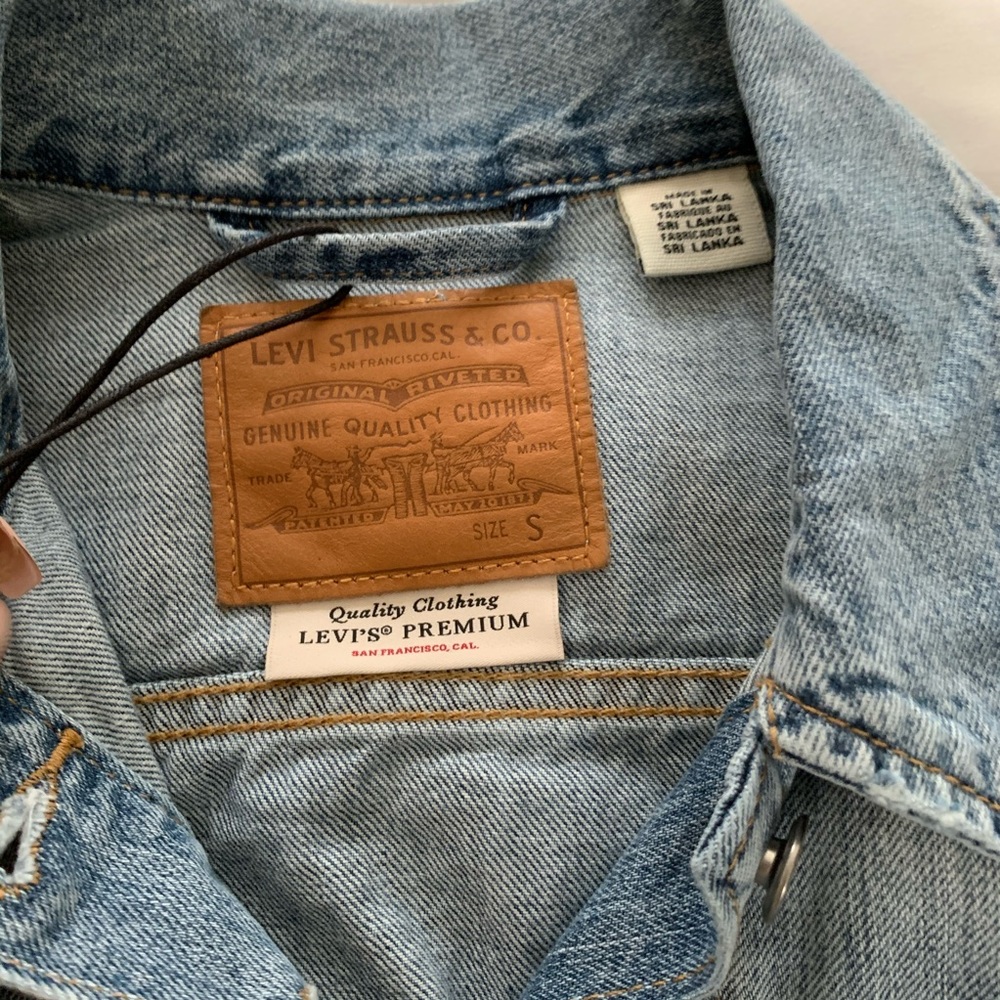 MADE IN
SRI LANKA
FABRIQUE AU
SRI LANKA
FABRICADO EN
SRI LANKA
LEVI STRAUSS & CO.
SAN FRANCISCO, CAL.
ORIGINAL RIVETED
GENUINE QUALITY CLOTHING
TRADE MARK
PATENTED MAY 20 1873
SIZE S
Quality Clothing
LEVI'S® PREMIUM
SAN FRANCISCO, CAL.